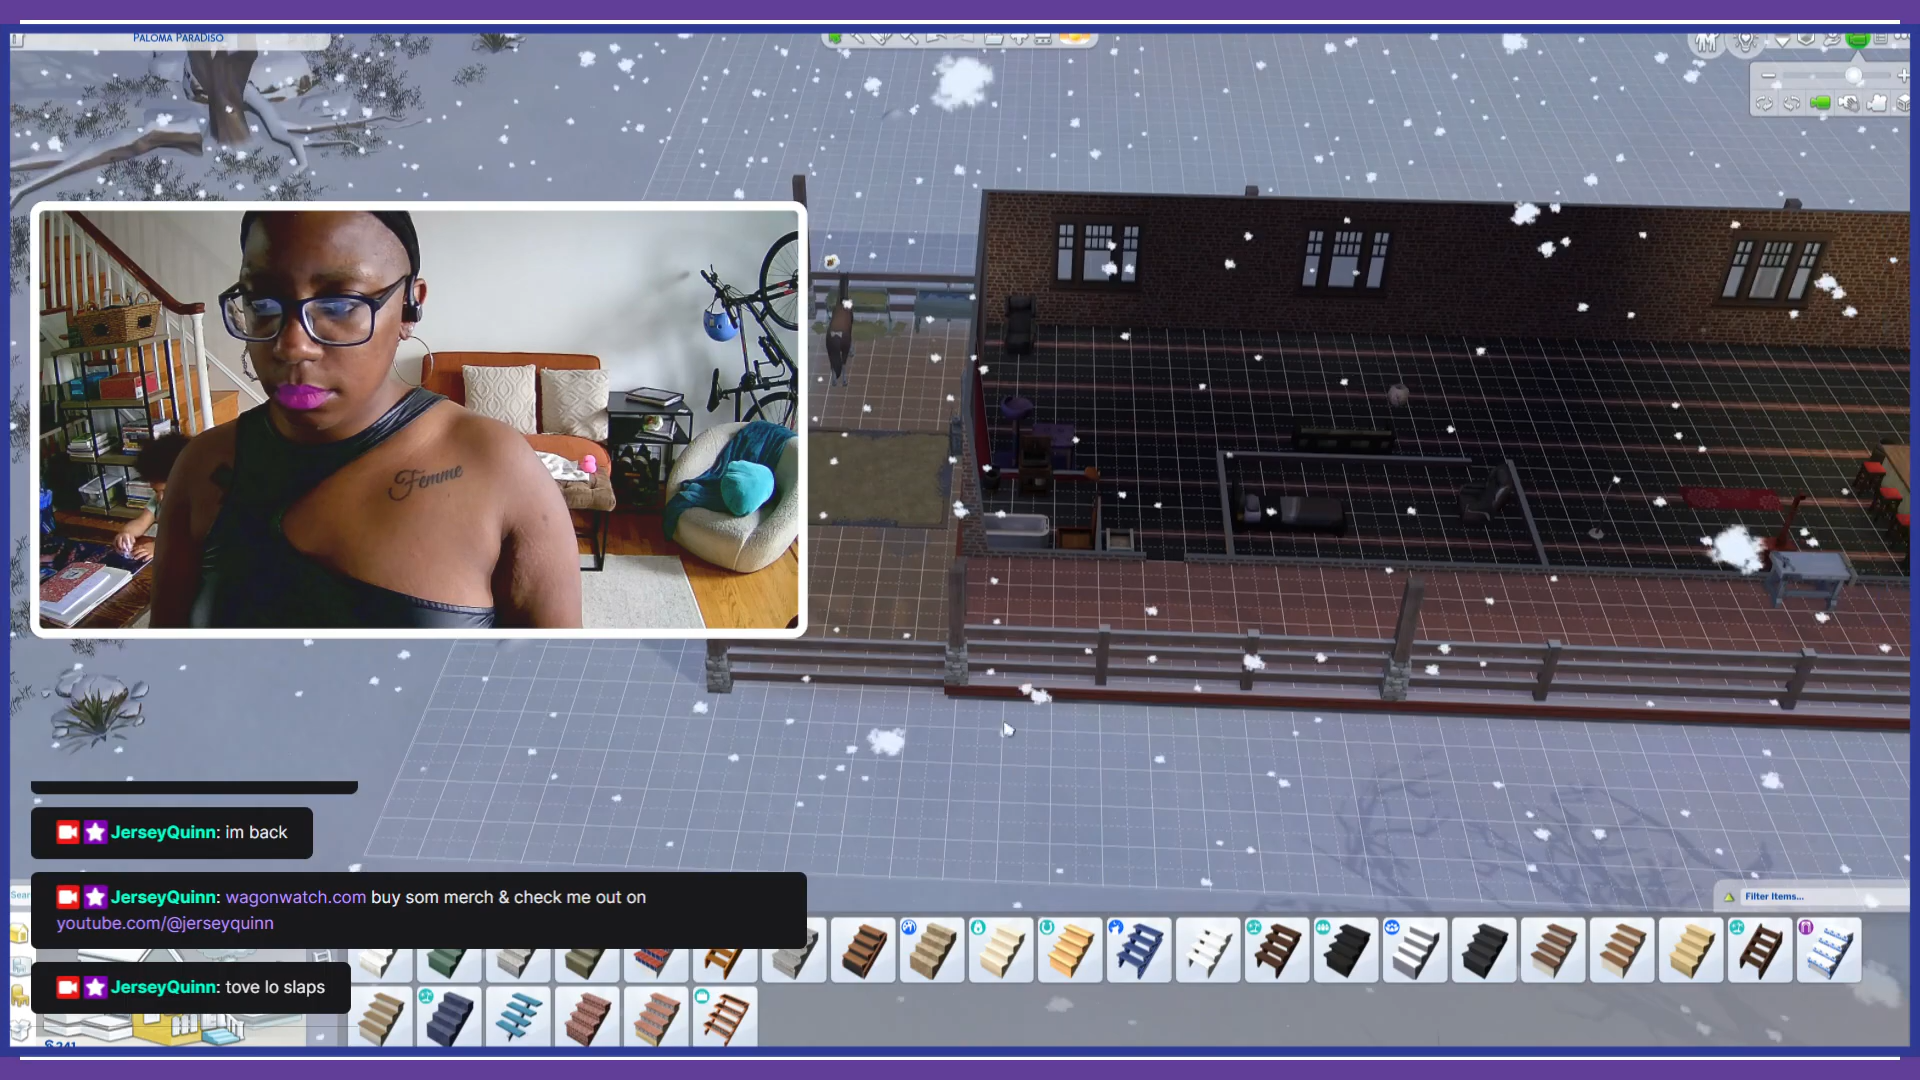 PALOMA PARADISO
Femme
JerseyQuinn: im back
JerseyQuinn: wagonwatch.com buy som merch & check me out on
youtube.com/@jerseyquinn
JerseyQuinn: tove lo slaps
Filter Items...
Sear